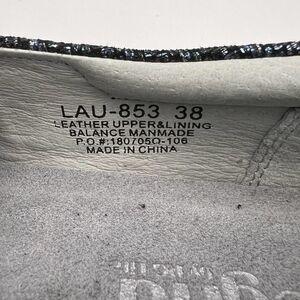 LAU-853 38
LEATHER UPPER&LINING
BALANCE MANMADE
P.O.#:180705O-106
MADE IN CHINA